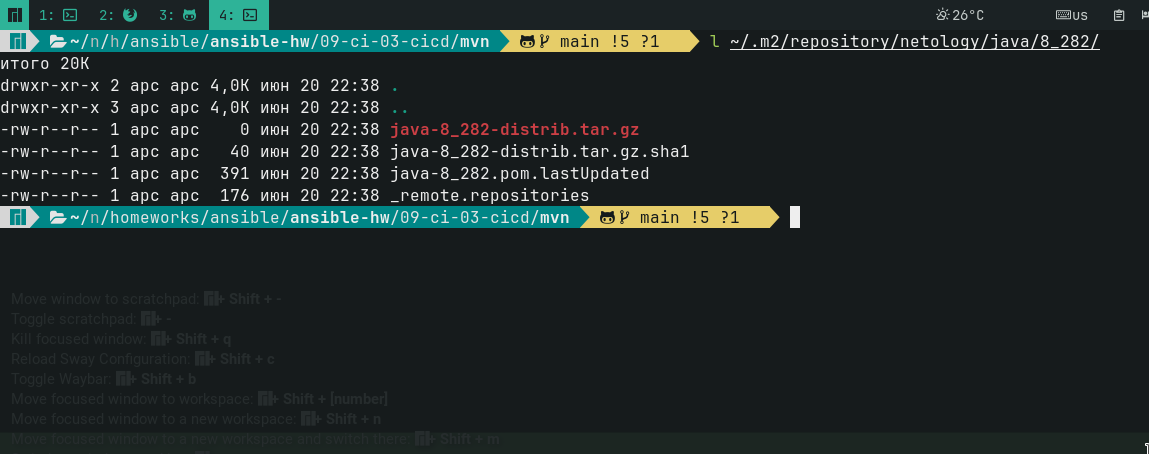 1: 2: 3: 4: 26°C US
~/n/h/ansible/ansible-hw/09-ci-03-cicd/mvn main !5 ?1 l ~/.m2/repository/netology/java/8_282/
итого 20K
drwxr-xr-x 2 apc apc 4,0K июн 20 22:38 .
drwxr-xr-x 3 apc apc 4,0K июн 20 22:38 ..
-rw-r--r-- 1 apc apc 0 июн 20 22:38 java-8_282-distrib.tar.gz
-rw-r--r-- 1 apc apc 40 июн 20 22:38 java-8_282-distrib.tar.gz.sha1
-rw-r--r-- 1 apc apc 391 июн 20 22:38 java-8_282.pom.lastUpdated
-rw-r--r-- 1 apc apc 176 июн 20 22:38 _remote.repositories
~/n/homeworks/ansible/ansible-hw/09-ci-03-cicd/mvn main !5 ?1
Move window to scratchpad: + Shift + -
Toggle scratchpad: + -
Kill focused window: + Shift + q
Reload Sway Configuration: + Shift + c
Toggle Waybar: + Shift + b
Move focused window to workspace: + Shift + [number]
Move focused window to a new workspace: + Shift + n
Move focused window to a new workspace and switch there: + Shift + m